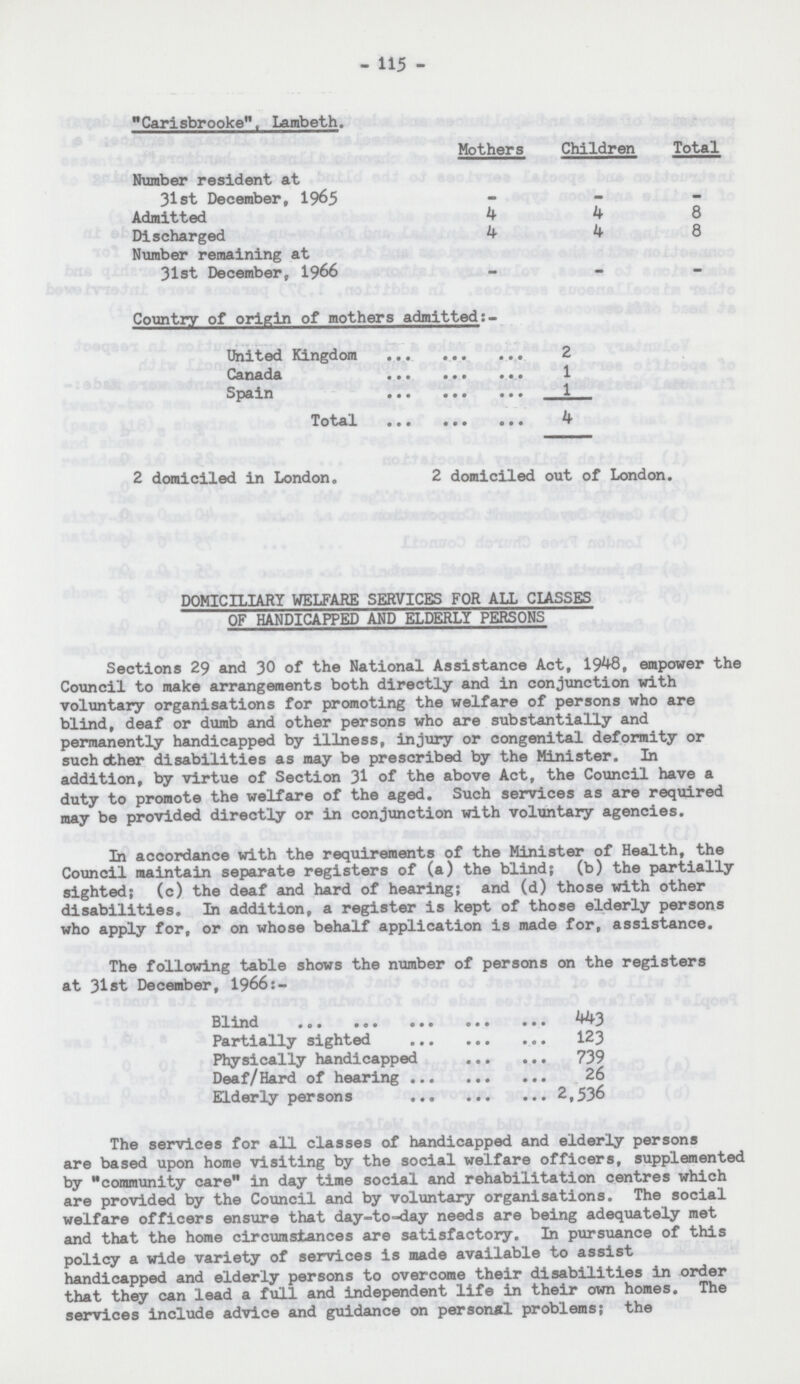 - 115 -
"Carisbrooke", Lambeth.
Mothers Children Total
Number resident at
31st December, 1965 - - -
Admitted 4 4 8
Discharged 4 4 8
Number remaining at
31st December, 1966 - - -
Country of origin of mothers admitted:-
United Kingdom ... ... ... 2
Canada ... ... ... 1
Spain ... ... ... 1
Total ... ... ... 4
2 domiciled in London. 2 domiciled out of London.
DOMICILIARY WELFARE SERVICES FOR ALL CLASSES
OF HANDICAPPED AND ELDERLY PERSONS
Sections 29 and 30 of the National Assistance Act, 1948, empower the
Council to make arrangements both directly and in conjunction with
voluntary organisations for promoting the welfare of persons who are
blind, deaf or dumb and other persons who are substantially and
permanently handicapped by illness, injury or congenital deformity or
such other disabilities as may be prescribed by the Minister. In
addition, by virtue of Section 31 of the above Act, the Council have a
duty to promote the welfare of the aged. Such services as are required
may be provided directly or in conjunction with voluntary agencies.
In accordance with the requirements of the Minister of Health, the
Council maintain separate registers of (a) the blind; (b) the partially
sighted; (c) the deaf and hard of hearing; and (d) those with other
disabilities. In addition, a register is kept of those elderly persons
who apply for, or on whose behalf application is made for, assistance.
The following table shows the number of persons on the registers
at 31st December, 1966:-
Blind ... ... ... ... ... 443
Partially sighted ... ... ... 123
Physically handicapped ... ... 739
Deaf/Hard of hearing ... ... ... 26
Elderly persons ... ... ... 2,536
The services for all classes of handicapped and elderly persons
are based upon home visiting by the social welfare officers, supplemented
by "community care" in day time social and rehabilitation centres which
are provided by the Council and by voluntary organisations. The social
welfare officers ensure that day-to-day needs are being adequately met
and that the home circumstances are satisfactory. In pursuance of this
policy a wide variety of services is made available to assist
handicapped and elderly persons to overcome their disabilities in order
that they can lead a full and independent life in their own homes. The
services include advice and guidance on personal problems; the